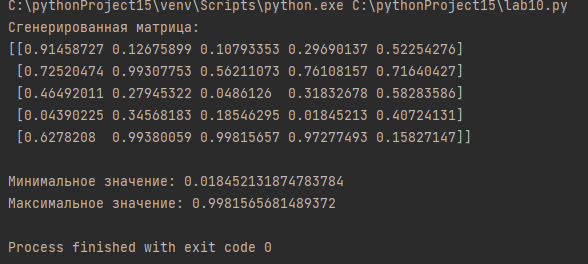 C:\pythonProject15\venv\Scripts\python.exe C:\pythonProject15\lab10.py
Сгенерированная матрица:
[[0.91458727 0.12675899 0.10793353 0.29690137 0.52254276]
 [0.72520474 0.99307753 0.56211073 0.76108157 0.71640427]
 [0.46492011 0.27945322 0.0486126  0.31832678 0.58283586]
 [0.04390225 0.34568183 0.18546295 0.01845213 0.40724131]
 [0.6278208  0.99380059 0.99815657 0.97277493 0.15827147]]
Минимальное значение: 0.018452131874783784
Максимальное значение: 0.9981565681489372
Process finished with exit code 0